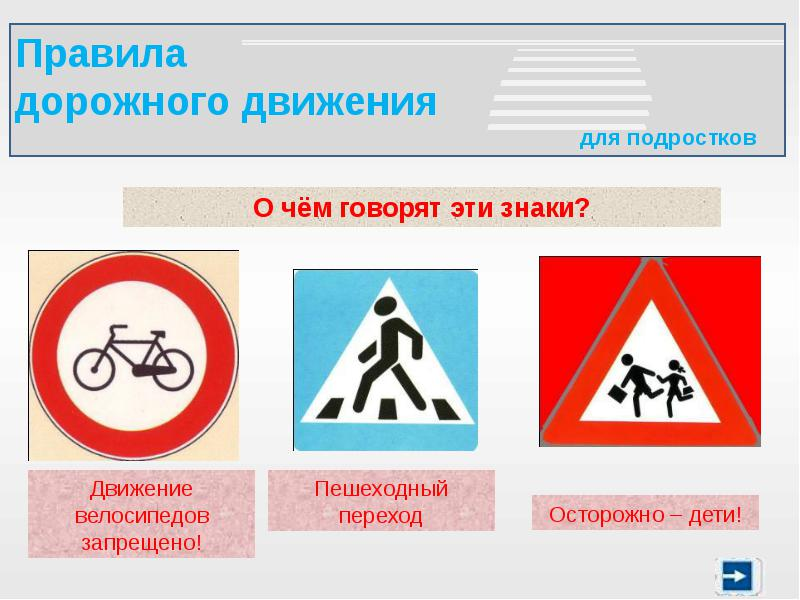 Правила
дорожного движения
для подростков
О чём говорят эти знаки?
Движение
велосипедов
запрещено!
Пешеходный
переход
Осторожно – дети!